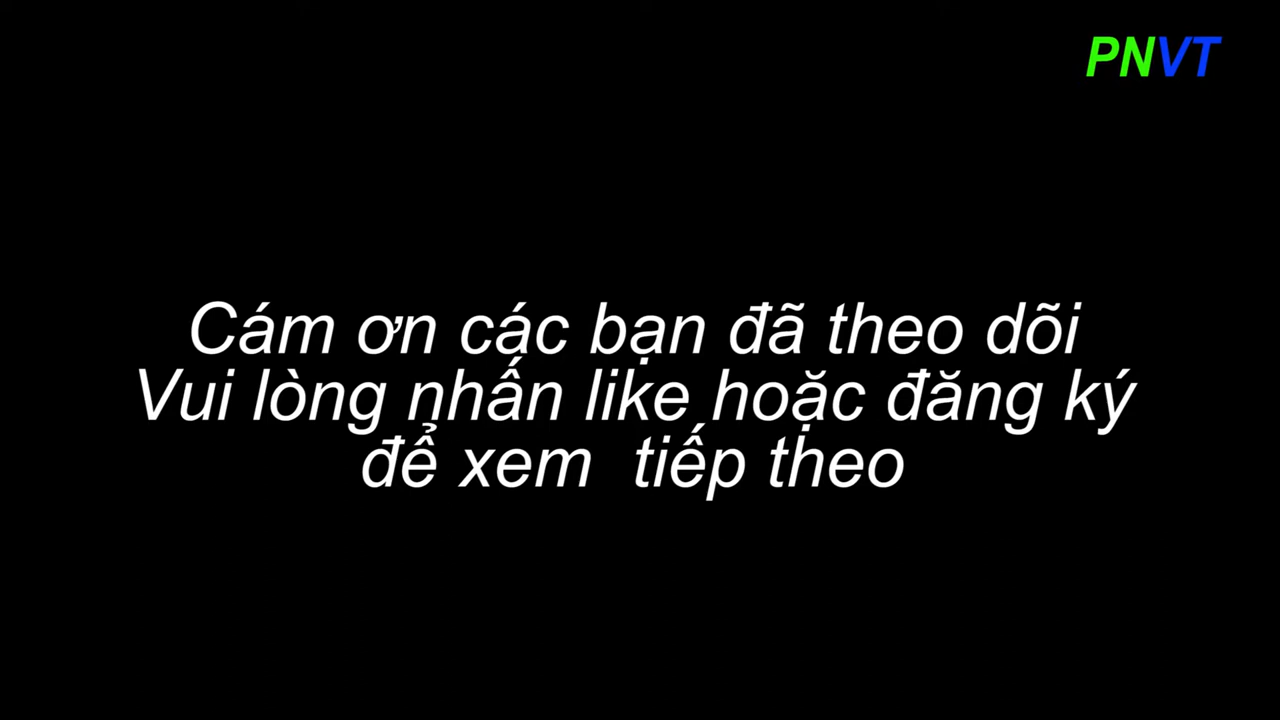 PNVT
Cám ơn các bạn đã theo dõi
Vui lòng nhấn like hoặc đăng ký
để xem tiếp theo